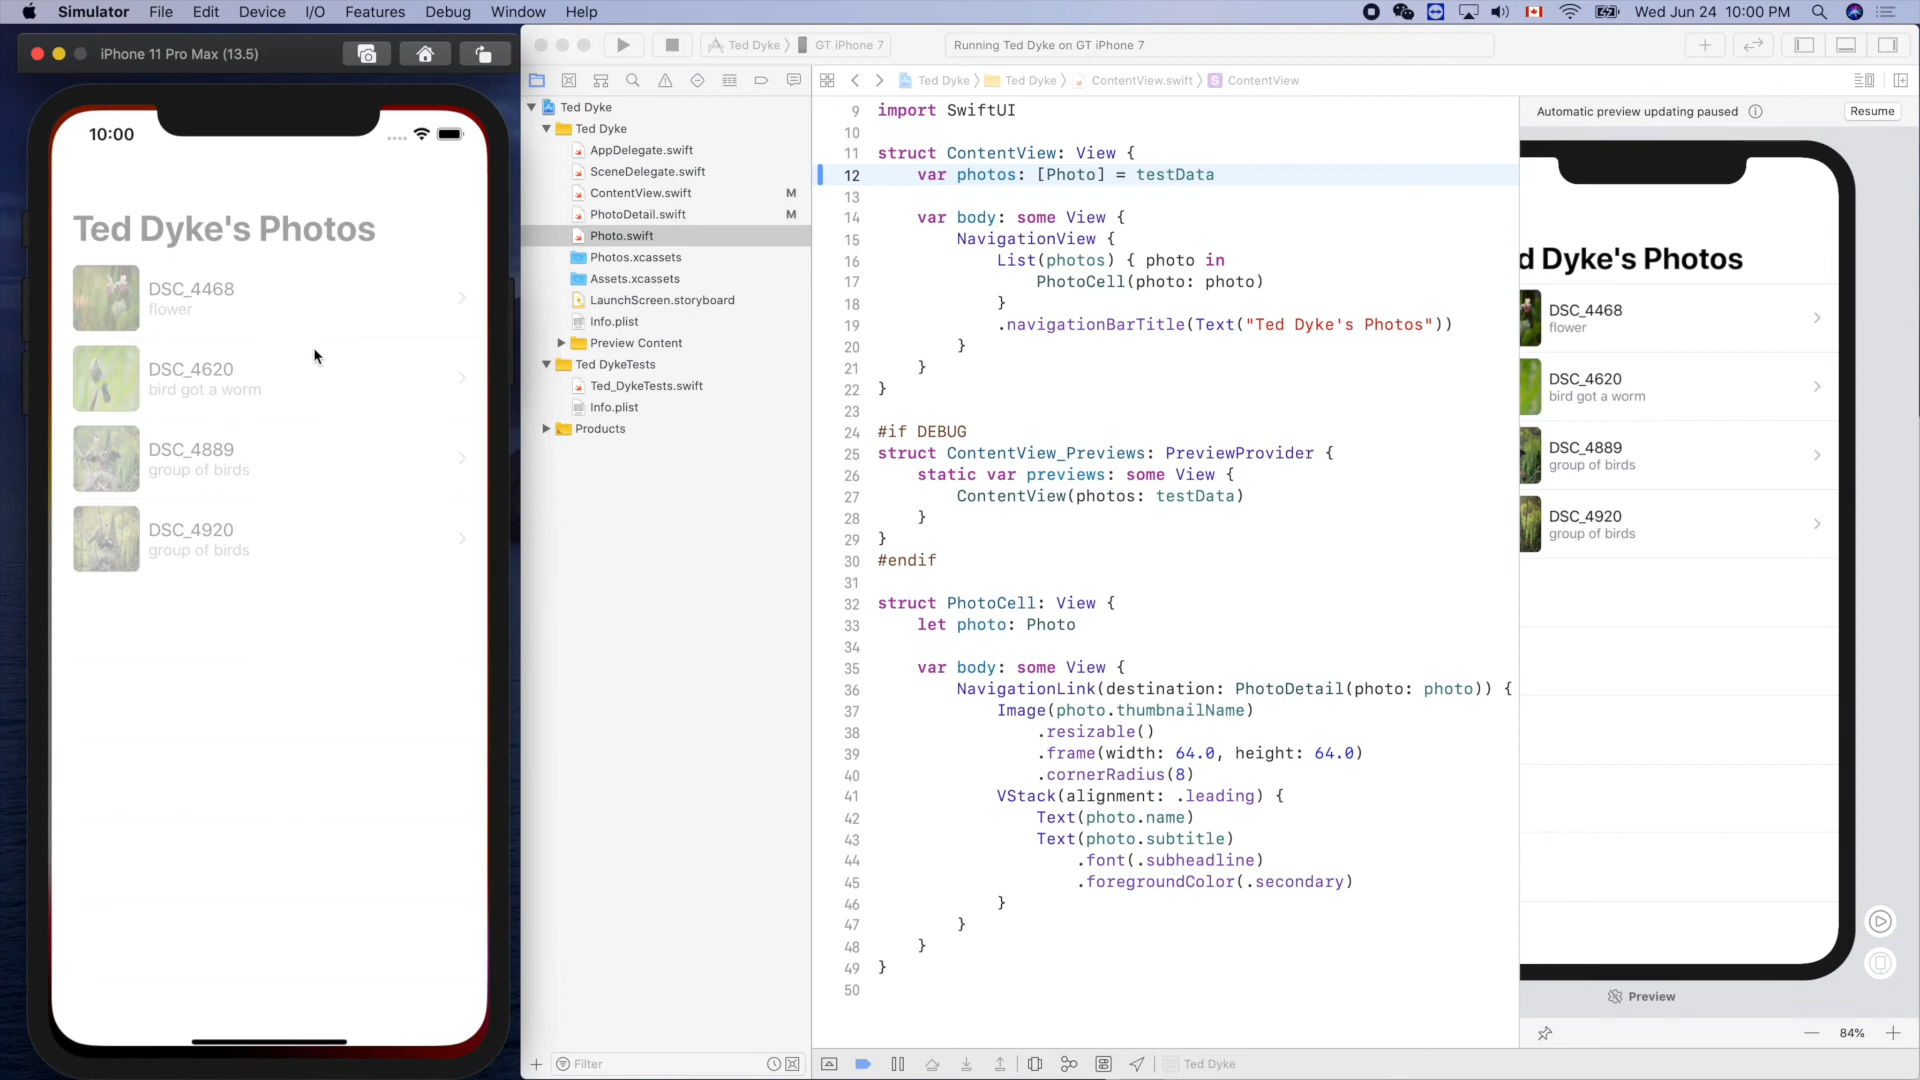 Simulator File Edit Device I/O Features Debug Window Help
Wed Jun 24 10:00 PM
iPhone 11 Pro Max (13.5)
Ted Dyke GT iPhone 7
Running Ted Dyke on GT iPhone 7
10:00
Ted Dyke's Photos
DSC_4468
flower
DSC_4620
bird got a worm
DSC_4889
group of birds
DSC_4920
group of birds
Ted Dyke
Ted Dyke
AppDelegate.swift
SceneDelegate.swift
ContentView.swift M
PhotoDetail.swift M
Photo.swift
Photos.xcassets
Assets.xcassets
LaunchScreen.storyboard
Info.plist
Preview Content
Ted DykeTests
Ted_DykeTests.swift
Info.plist
Products
Filter
Ted Dyke Ted Dyke ContentView.swift S ContentView
9 import SwiftUI
10
11 struct ContentView: View {
12 var photos: [Photo] = testData
13
14 var body: some View {
15 NavigationView {
16 List(photos) { photo in
17 PhotoCell(photo: photo)
18 }
19 .navigationBarTitle(Text("Ted Dyke's Photos"))
20 }
21 }
22 }
23
24 #if DEBUG
25 struct ContentView_Previews: PreviewProvider {
26 static var previews: some View {
27 ContentView(photos: testData)
28 }
29 }
30 #endif
31
32 struct PhotoCell: View {
33 let photo: Photo
34
35 var body: some View {
36 NavigationLink(destination: PhotoDetail(photo: photo)) {
37 Image(photo.thumbnailName)
38 .resizable()
39 .frame(width: 64.0, height: 64.0)
40 .cornerRadius(8)
41 VStack(alignment: .leading) {
42 Text(photo.name)
43 Text(photo.subtitle)
44 .font(.subheadline)
45 .foregroundColor(.secondary)
46 }
47 }
48 }
49 }
50
Ted Dyke
Automatic preview updating paused Resume
d Dyke's Photos
DSC_4468
flower
DSC_4620
bird got a worm
DSC_4889
group of birds
DSC_4920
group of birds
Preview
84%